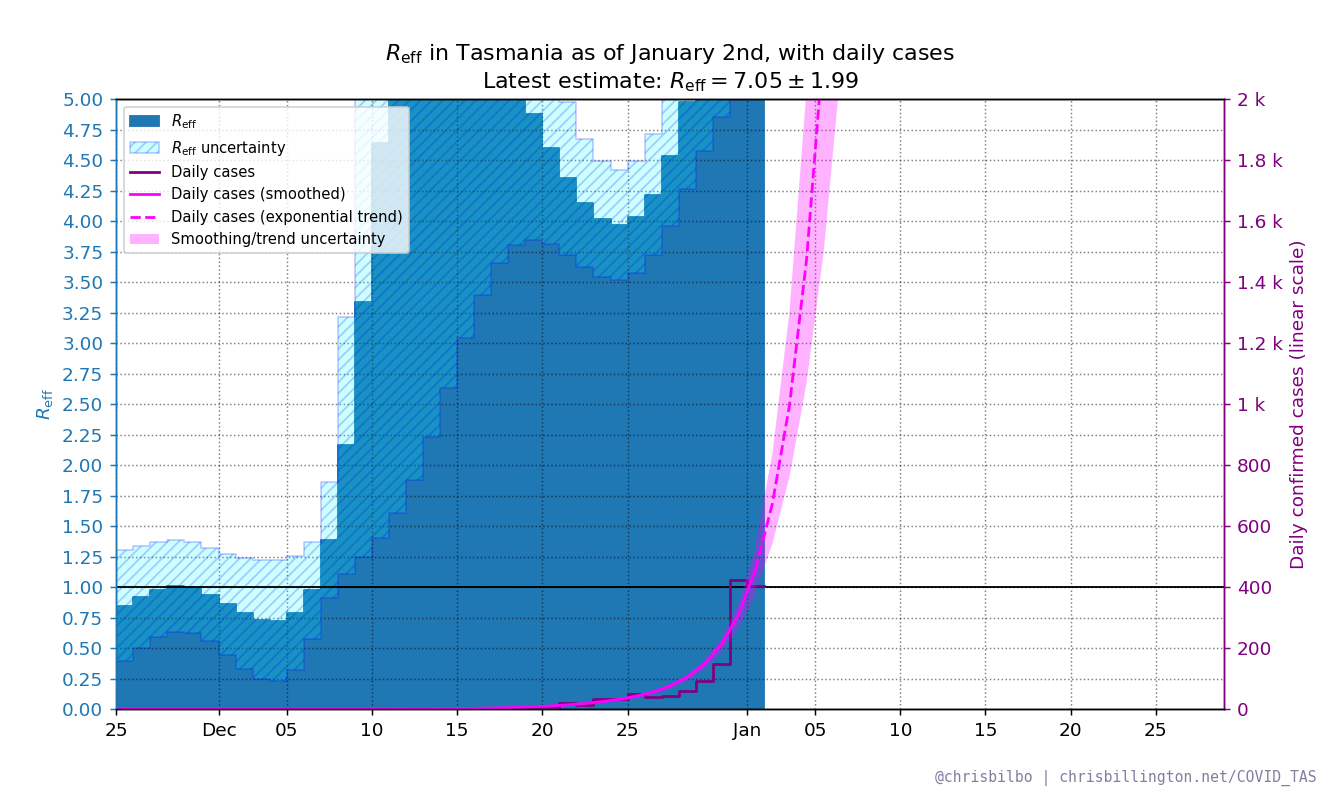 R_eff in Tasmania as of January 2nd, with daily cases
Latest estimate: R_eff = 7.05 ± 1.99
R_eff
R_eff uncertainty
Daily cases
Daily cases (smoothed)
Daily cases (exponential trend)
Smoothing/trend uncertainty
5.00
4.75
4.50
4.25
4.00
3.75
3.50
3.25
3.00
2.75
2.50
2.25
2.00
1.75
1.50
1.25
1.00
0.75
0.50
0.25
0.00
R_eff
2 k
1.8 k
1.6 k
1.4 k
1.2 k
1 k
800
600
400
200
0
Daily confirmed cases (linear scale)
25 Dec 05 10 15 20 25 Jan 05 10 15 20 25
@chrisbilbo | chrisbillington.net/COVID_TAS